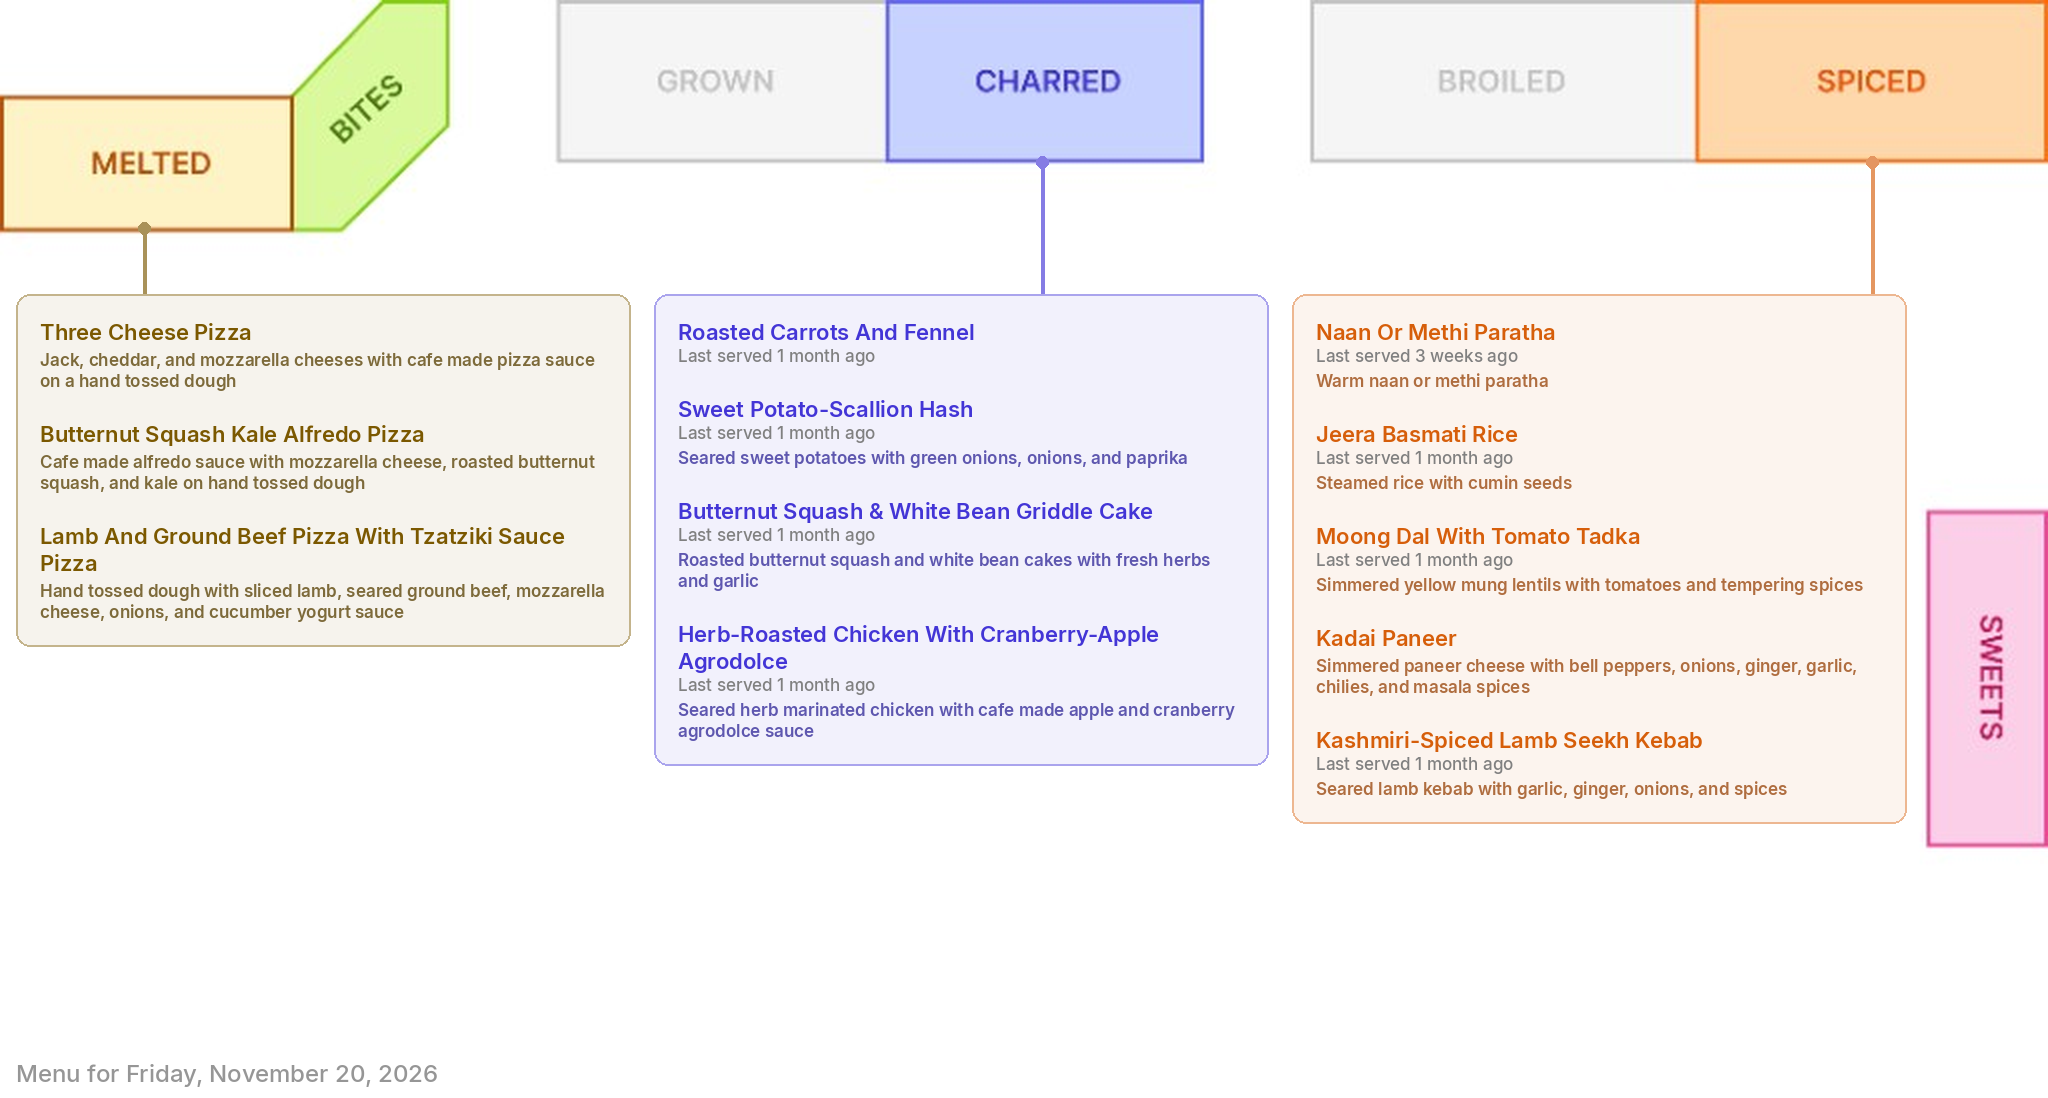 MELTED
BITES
GROWN
CHARRED
BROILED
SPICED
Three Cheese Pizza
Jack, cheddar, and mozzarella cheeses with cafe made pizza sauce
on a hand tossed dough
Butternut Squash Kale Alfredo Pizza
Cafe made alfredo sauce with mozzarella cheese, roasted butternut
squash, and kale on hand tossed dough
Lamb And Ground Beef Pizza With Tzatziki Sauce
Pizza
Hand tossed dough with sliced lamb, seared ground beef, mozzarella
cheese, onions, and cucumber yogurt sauce
Roasted Carrots And Fennel
Last served 1 month ago
Sweet Potato-Scallion Hash
Last served 1 month ago
Seared sweet potatoes with green onions, onions, and paprika
Butternut Squash & White Bean Griddle Cake
Last served 1 month ago
Roasted butternut squash and white bean cakes with fresh herbs
and garlic
Herb-Roasted Chicken With Cranberry-Apple
Agrodolce
Last served 1 month ago
Seared herb marinated chicken with cafe made apple and cranberry
agrodolce sauce
Naan Or Methi Paratha
Last served 3 weeks ago
Warm naan or methi paratha
Jeera Basmati Rice
Last served 1 month ago
Steamed rice with cumin seeds
Moong Dal With Tomato Tadka
Last served 1 month ago
Simmered yellow mung lentils with tomatoes and tempering spices
Kadai Paneer
Simmered paneer cheese with bell peppers, onions, ginger, garlic,
chilies, and masala spices
Kashmiri-Spiced Lamb Seekh Kebab
Last served 1 month ago
Seared lamb kebab with garlic, ginger, onions, and spices
SWEETS
Menu for Friday, November 20, 2026